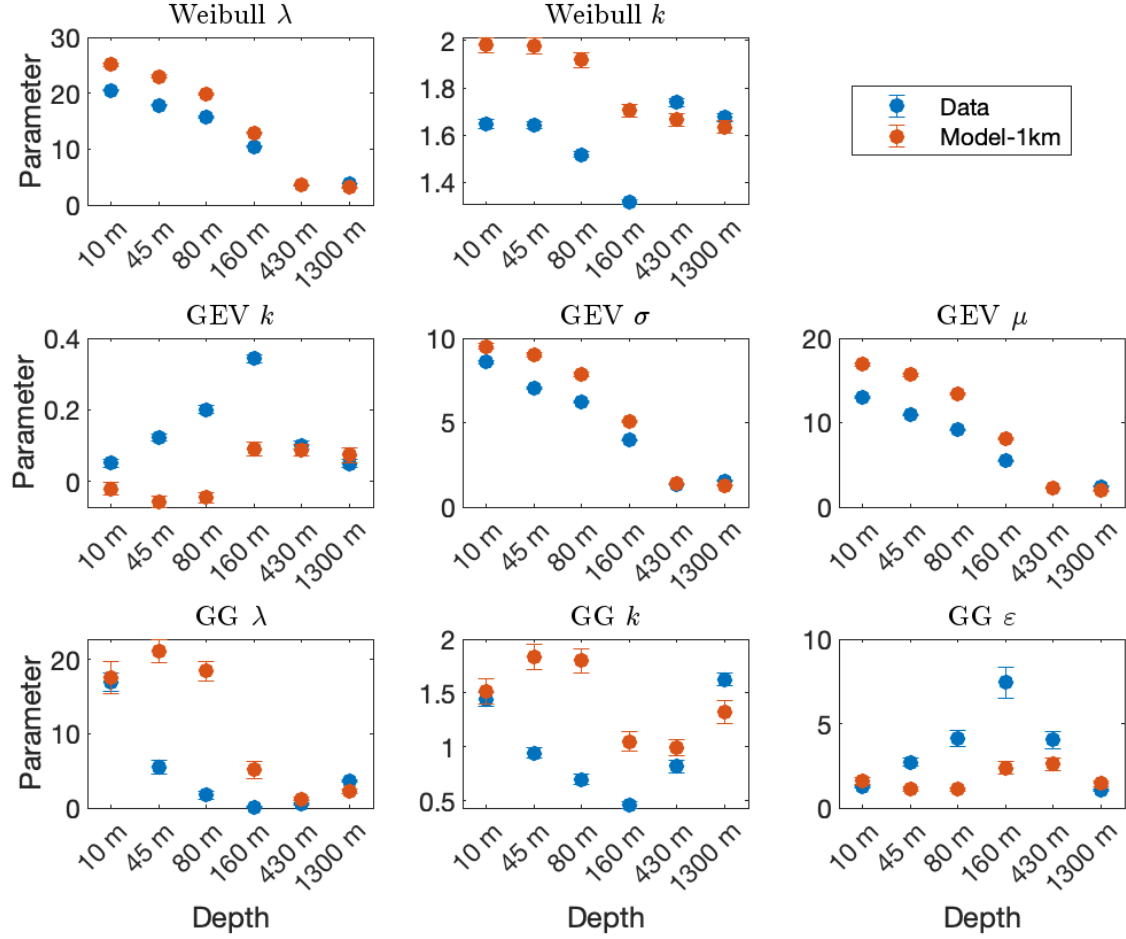 Weibull λ
Weibull k
Parameter
30
20
10
0
2
1.8
1.6
1.4
Data
Model-1km
10 m
45 m
80 m
160 m
430 m
1300 m
10 m
45 m
80 m
160 m
430 m
1300 m
GEV k
GEV σ
GEV μ
Parameter
0.4
0.2
0
10
5
0
20
10
0
10 m
45 m
80 m
160 m
430 m
1300 m
10 m
45 m
80 m
160 m
430 m
1300 m
10 m
45 m
80 m
160 m
430 m
1300 m
GG λ
GG k
GG ε
Parameter
20
10
0
2
1.5
1
0.5
10
5
0
10 m
45 m
80 m
160 m
430 m
1300 m
10 m
45 m
80 m
160 m
430 m
1300 m
10 m
45 m
80 m
160 m
430 m
1300 m
Depth
Depth
Depth